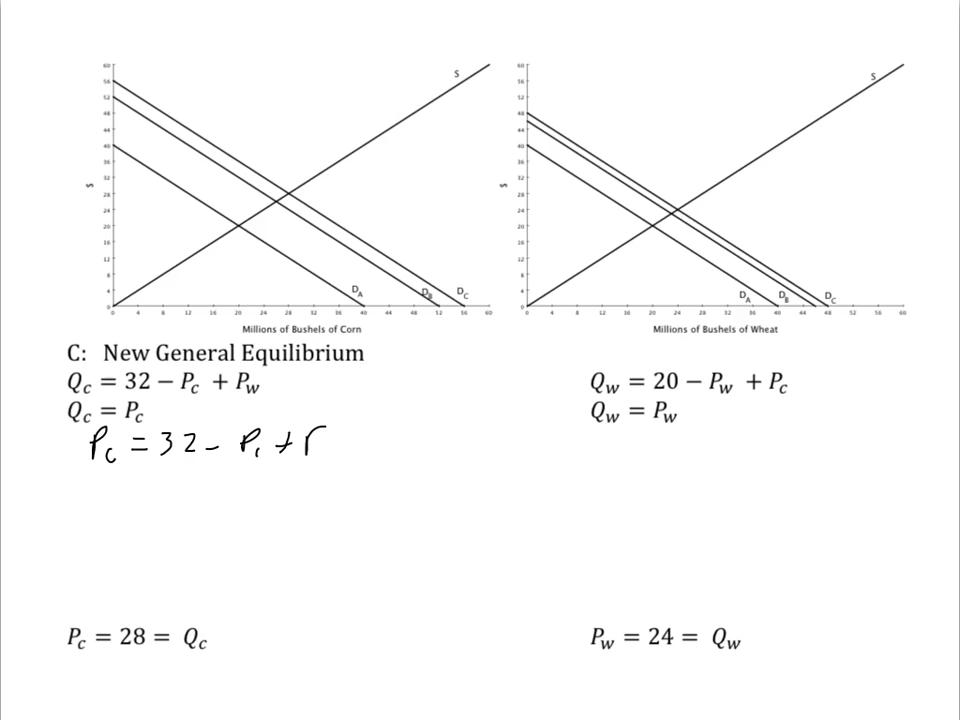 60 56 52 48 44 40 36 32 28 24 20 16 12 8 4 0
$
S
D_A D_B D_C
0 4 8 12 16 20 24 28 32 36 40 44 48 52 56 60
Millions of Bushels of Corn
60 56 52 48 44 40 36 32 28 24 20 16 12 8 4 0
$
S
D_A D_B D_C
0 4 8 12 16 20 24 28 32 36 40 44 48 52 56 60
Millions of Bushels of Wheat
C: New General Equilibrium
Q_c = 32 − P_c + P_w
Q_w = 20 − P_w + P_c
Q_c = P_c
Q_w = P_w
P_c = 32 − P_c +
P_c = 28 = Q_c
P_w = 24 = Q_w